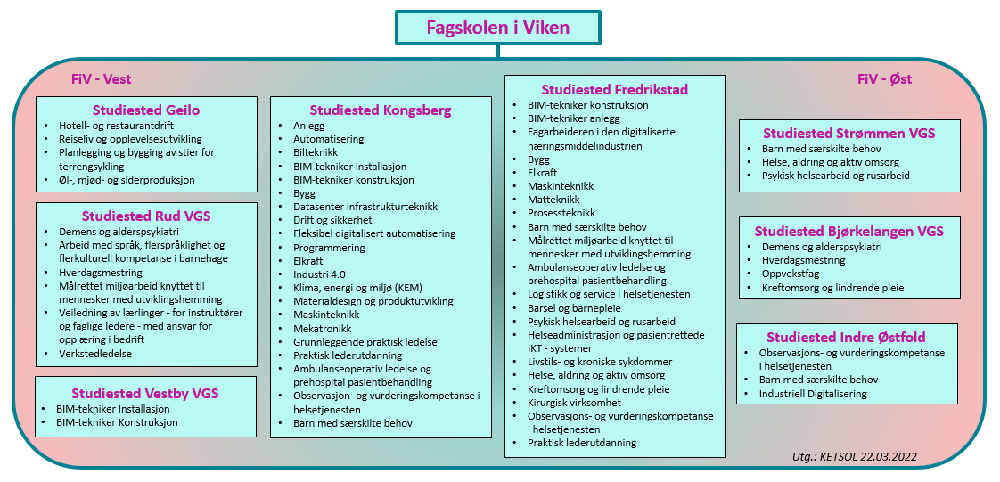 Fagskolen i Viken
FiV - Vest
FiV - Øst
Studiested Geilo
• Hotell- og restaurantdrift
• Reiseliv og opplevelsesutvikling
• Planlegging og bygging av stier for
terrengsykling
• Øl-, mjød- og siderproduksjon
Studiested Rud VGS
• Demens og alderspsykiatri
• Arbeid med språk, flerspråklighet og
flerkulturell kompetanse i barnehage
• Hverdagsmestring
• Målrettet miljøarbeid knyttet til
mennesker med utviklingshemming
• Veiledning av lærlinger - for instruktører
og faglige ledere - med ansvar for
opplæring i bedrift
• Verkstedledelse
Studiested Vestby VGS
• BIM-tekniker Installasjon
• BIM-tekniker Konstruksjon
Studiested Kongsberg
• Anlegg
• Automatisering
• Bilteknikk
• BIM-tekniker installasjon
• BIM-tekniker konstruksjon
• Bygg
• Datasenter infrastrukturteknikk
• Drift og sikkerhet
• Fleksibel digitalisert automatisering
• Programmering
• Elkraft
• Industri 4.0
• Klima, energi og miljø (KEM)
• Materialdesign og produktutvikling
• Maskinteknikk
• Mekatronikk
• Grunnleggende praktisk ledelse
• Praktisk lederutdanning
• Ambulanseoperativ ledelse og
prehospital pasientbehandling
• Observasjon- og vurderingskompetanse i
helsetjenesten
• Barn med særskilte behov
Studiested Fredrikstad
• BIM-tekniker konstruksjon
• BIM-tekniker anlegg
• Fagarbeideren i den digitaliserte
næringsmiddelindustrien
• Bygg
• Elkraft
• Maskinteknikk
• Matteknikk
• Prosessteknikk
• Barn med særskilte behov
• Målrettet miljøarbeid knyttet til
mennesker med utviklingshemming
• Ambulanseoperativ ledelse og
prehospital pasientbehandling
• Logistikk og service i helsetjenesten
• Barsel og barnepleie
• Psykisk helsearbeid og rusarbeid
• Helseadministrasjon og pasientrettede
IKT - systemer
• Livstils- og kroniske sykdommer
• Helse, aldring og aktiv omsorg
• Kreftomsorg og lindrende pleie
• Kirurgisk virksomhet
• Observasjons- og vurderingskompetanse
i helsetjenesten
• Praktisk lederutdanning
Studiested Strømmen VGS
• Barn med særskilte behov
• Helse, aldring og aktiv omsorg
• Psykisk helsearbeid og rusarbeid
Studiested Bjørkelangen VGS
• Demens og alderspsykiatri
• Hverdagsmestring
• Oppvekstfag
• Kreftomsorg og lindrende pleie
Studiested Indre Østfold
• Observasjons- og vurderingskompetanse
i helsetjenesten
• Barn med særskilte behov
• Industriell Digitalisering
Utg.: KETSOL 22.03.2022